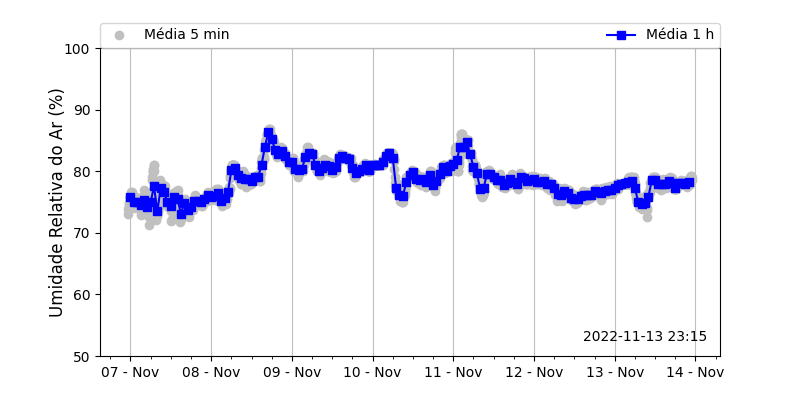 Média 5 min
Média 1 h
Umidade Relativa do Ar (%)
100
90
80
70
60
50
2022-11-13 23:15
07 - Nov
08 - Nov
09 - Nov
10 - Nov
11 - Nov
12 - Nov
13 - Nov
14 - Nov